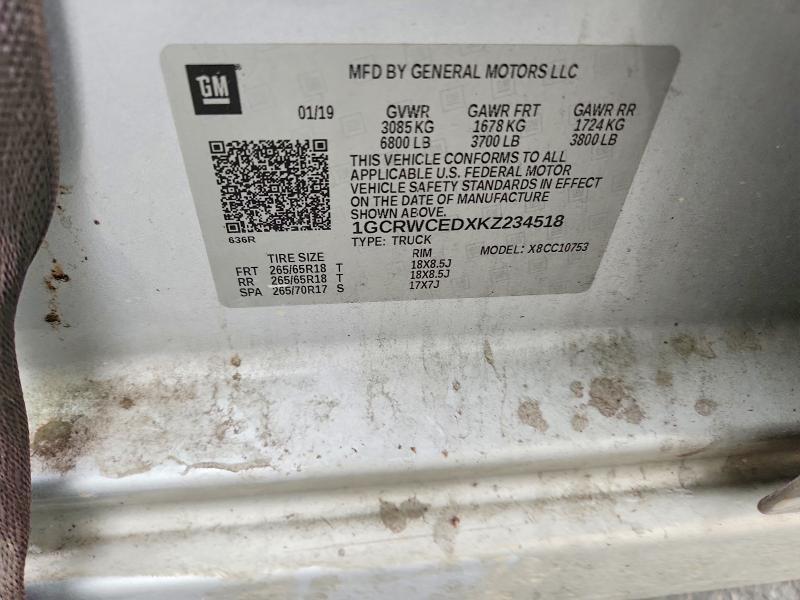 GM ® MFD BY GENERAL MOTORS LLC
01/19 GVWR GAWR FRT GAWR RR
3085 KG 1678 KG 1724 KG
6800 LB 3700 LB 3800 LB
THIS VEHICLE CONFORMS TO ALL
APPLICABLE U.S. FEDERAL MOTOR
VEHICLE SAFETY STANDARDS IN EFFECT
ON THE DATE OF MANUFACTURE
SHOWN ABOVE.
1GCRWCEDXKZ234518
636R TYPE: TRUCK MODEL: X8CC10753
TIRE SIZE RIM
FRT 265/65R18 T 18X8.5J
RR 265/65R18 T 18X8.5J
SPA 265/70R17 S 17X7J